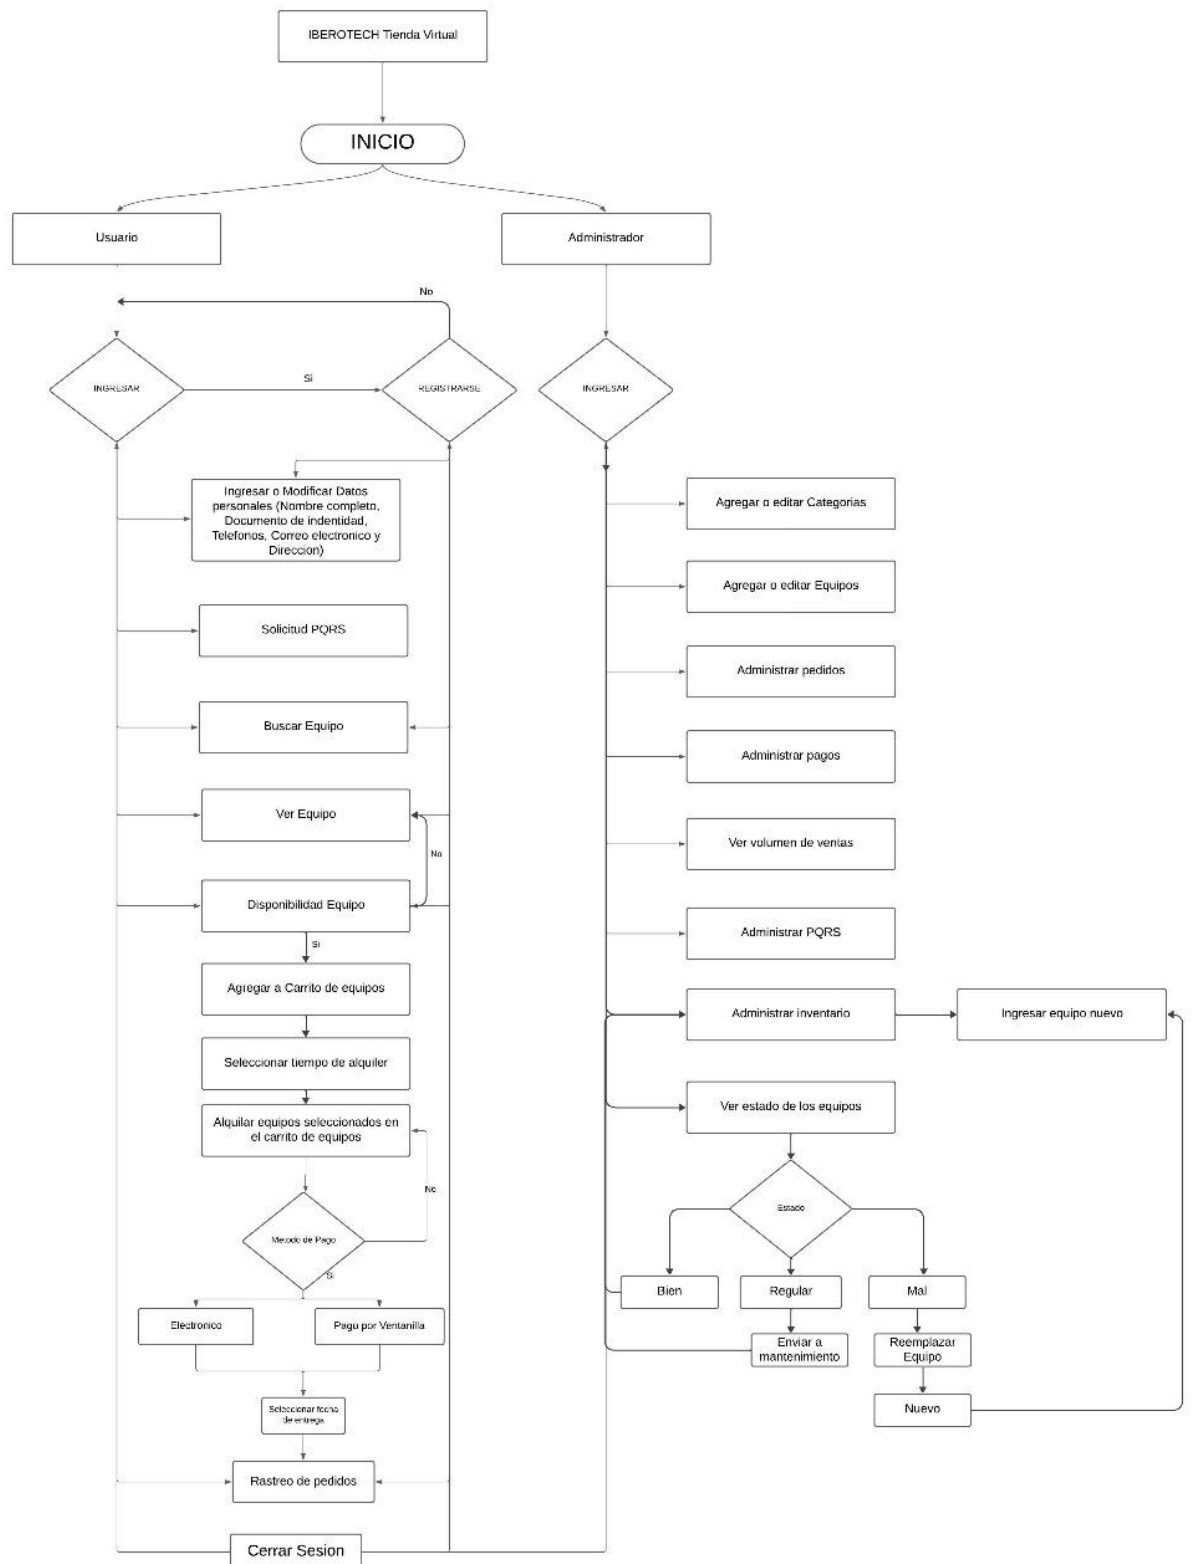 IBEROTECH Tienda Virtual
INICIO
Usuario
Administrador
No
INGRESAR
Si
REGISTRARSE
INGRESAR
Ingresar o Modificar Datos
personales (Nombre completo,
Documento de indentidad,
Telefonos, Correo electronico y
Direccion)
Agregar o editar Categorias
Agregar o editar Equipos
Solicitud PQRS
Administrar pedidos
Buscar Equipo
Administrar pagos
Ver Equipo
No
Ver volumen de ventas
Disponibilidad Equipo
Administrar PQRS
Si
Agregar a Carrito de equipos
Administrar inventario
Ingresar equipo nuevo
Seleccionar tiempo de alquiler
Ver estado de los equipos
Alquilar equipos seleccionados en
el carrito de equipos
No
Estado
Metodo de Pago
Si
Bien
Regular
Mal
Electronico
Pago por Ventanilla
Enviar a
mantenimiento
Reemplazar
Equipo
Seleccionar fecha
de entrega
Nuevo
Rastreo de pedidos
Cerrar Sesion